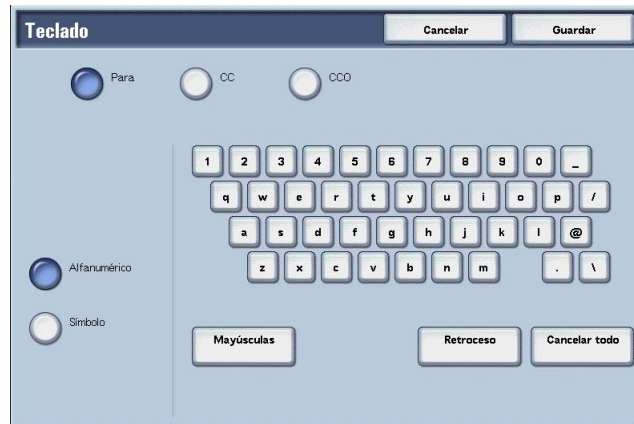 Teclado Cancelar Guardar
Para CC CCO
1 2 3 4 5 6 7 8 9 0 _
q w e r t y u i o p /
a s d f g h j k l @
z x c v b n m . \
Alfanumérico
Símbolo
Mayúsculas Retroceso Cancelar todo